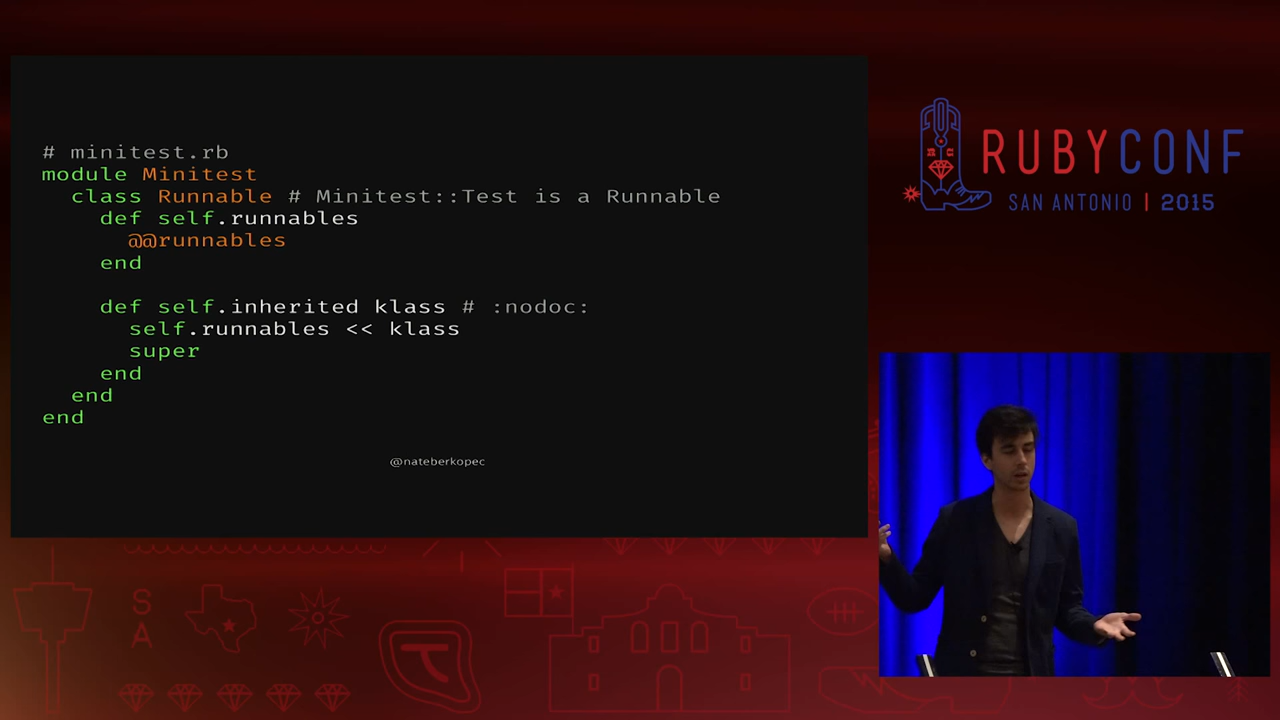 # minitest.rb
module Minitest
  class Runnable # Minitest::Test is a Runnable
    def self.runnables
      @@runnables
    end

    def self.inherited klass # :nodoc:
      self.runnables << klass
      super
    end
  end
end
@nateberkopec
RUBYCONF
SAN ANTONIO | 2015
S
A